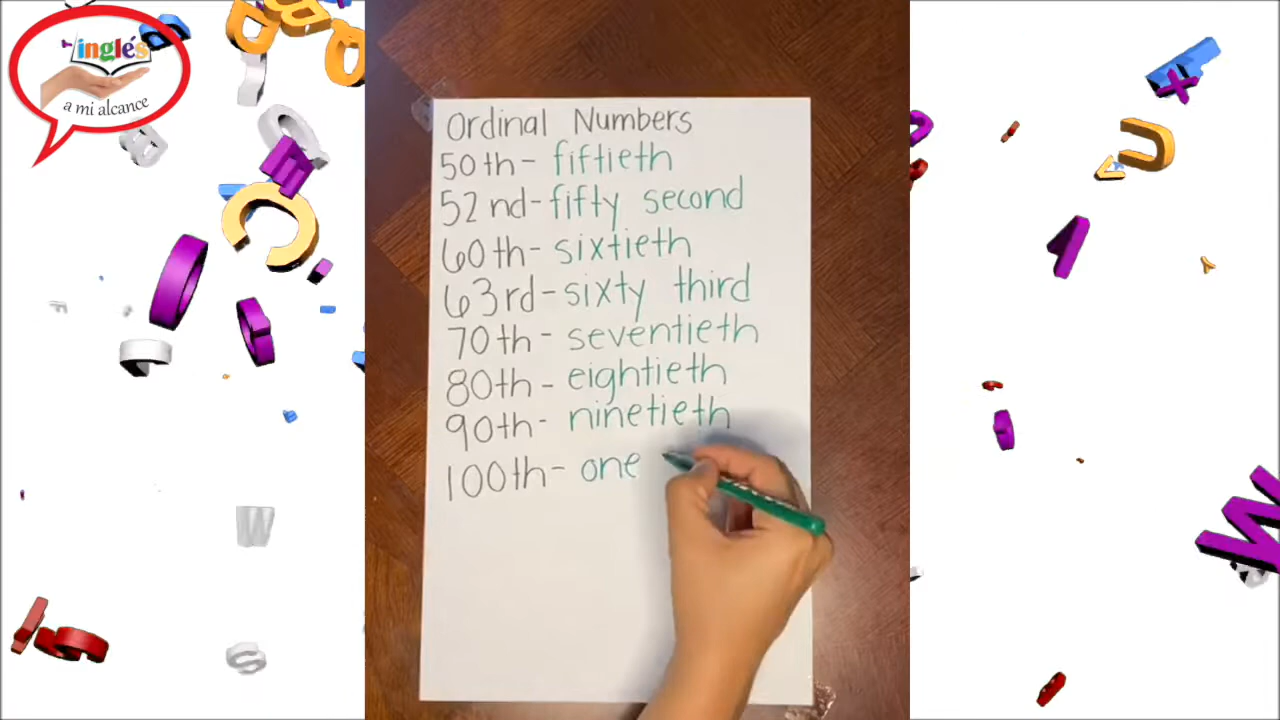 inglés
a mi alcance
Ordinal Numbers
50th- fiftieth
52nd- fifty second
60th- sixtieth
63rd- sixty third
70th- seventieth
80th- eightieth
90th- ninetieth
100th- one